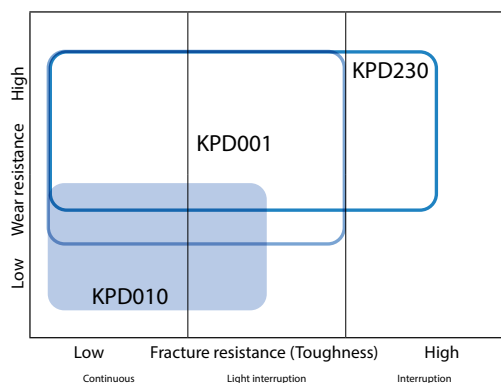 KPD230
KPD001
KPD010
High
Wear resistance
Low
Low Fracture resistance (Toughness) High
Continuous Light interruption Interruption